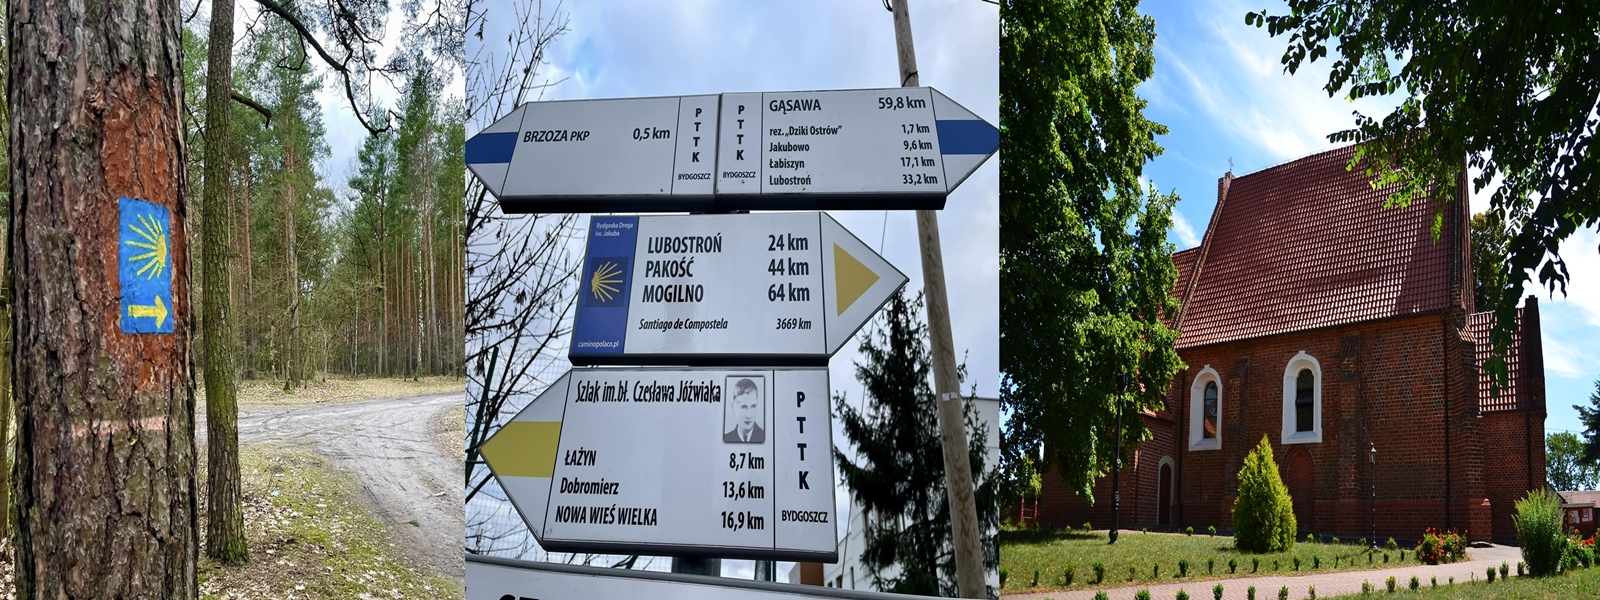 BRZOZA PKP 0,5 km
PTTK
BYDGOSZCZ
PTTK
BYDGOSZCZ
GĄSAWA 59,8 km
rez. „Dziki Ostrów” 1,7 km
Jakubowo 9,6 km
Łabiszyn 17,1 km
Lubostroń 33,2 km
Bydgoska Droga
św. Jakuba
caminopolaco.pl
LUBOSTROŃ 24 km
PAKOŚĆ 44 km
MOGILNO 64 km
Santiago de Compostela 3669 km
Szlak im.bł. Czesława Jóźwiaka
ŁAŻYN 8,7 km
Dobromierz 13,6 km
NOWA WIEŚ WIELKA 16,9 km
PTTK
BYDGOSZCZ